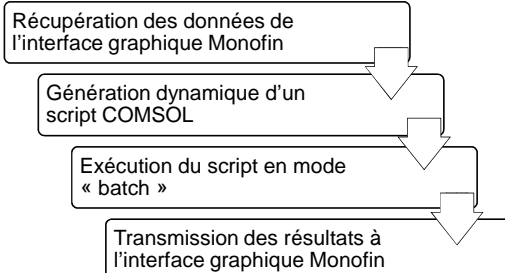 Récupération des données de
l'interface graphique Monofin
Génération dynamique d'un
script COMSOL
Exécution du script en mode
« batch »
Transmission des résultats à
l'interface graphique Monofin